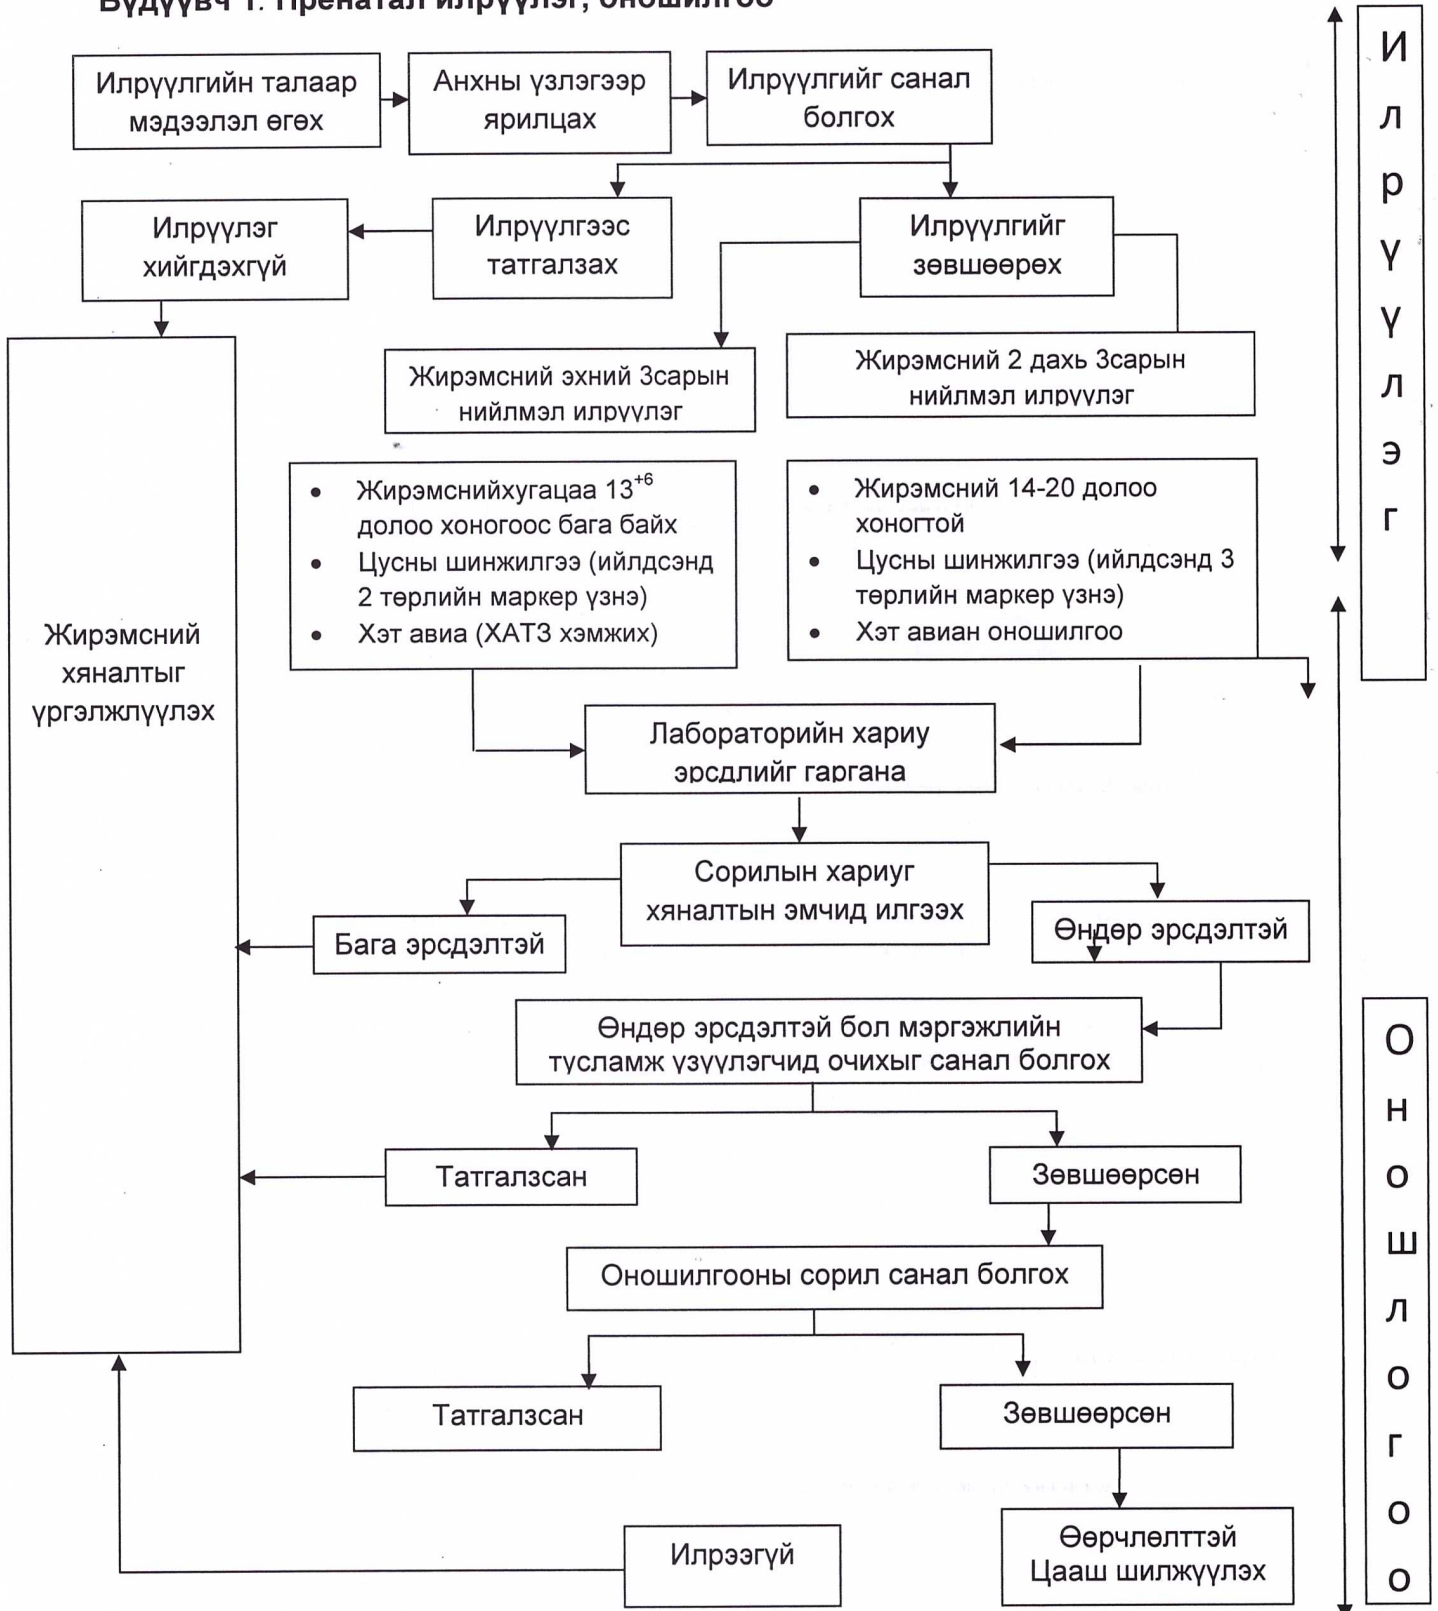 Бүдүүвч 1. Пренатал илрүүлэг, оношилгоо
Илрүүлгийн талаар
мэдээлэл өгөх
Анхны үзлэгээр
ярилцах
Илрүүлгийг санал
болгох
Илрүүлэг
хийгдэхгүй
Илрүүлгээс
татгалзах
Илрүүлгийг
зөвшөөрөх
Жирэмсний эхний 3сарын
нийлмэл илрүүлэг
Жирэмсний 2 дахь 3сарын
нийлмэл илрүүлэг
• Жирэмснийхугацаа 13⁺⁶
долоо хоногоос бага байх
• Цусны шинжилгээ (ийлдсэнд
2 төрлийн маркер үзнэ)
• Хэт авиа (ХАТЗ хэмжих)
• Жирэмсний 14-20 долоо
хоногтой
• Цусны шинжилгээ (ийлдсэнд 3
төрлийн маркер үзнэ)
• Хэт авиан оношилгоо
Жирэмсний
хяналтыг
үргэлжлүүлэх
Лабораторийн хариу
эрсдлийг гаргана
Сорилын хариуг
хяналтын эмчид илгээх
Бага эрсдэлтэй
Өндөр эрсдэлтэй
Өндөр эрсдэлтэй бол мэргэжлийн
тусламж үзүүлэгчид очихыг санал болгох
Татгалзсан
Зөвшөөрсөн
Оношилгооны сорил санал болгох
Татгалзсан
Зөвшөөрсөн
Илрээгүй
Өөрчлөлттэй
Цааш шилжүүлэх
И
л
р
ү
ү
л
э
г
О
н
о
ш
л
о
г
о
о